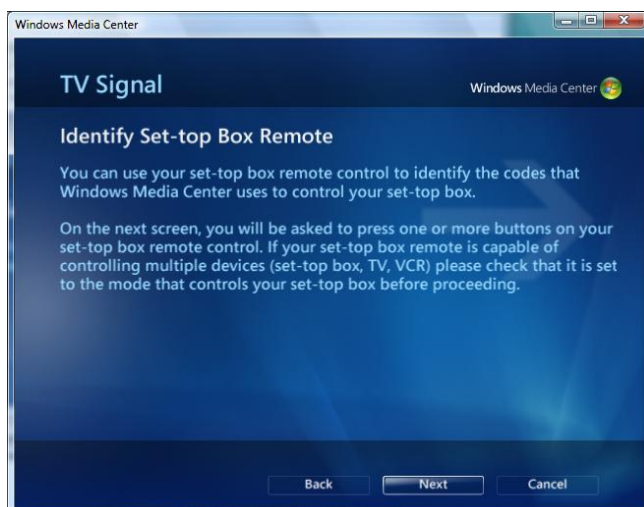 Windows Media Center
TV Signal
Windows Media Center
Identify Set-top Box Remote
You can use your set-top box remote control to identify the codes that
Windows Media Center uses to control your set-top box.
On the next screen, you will be asked to press one or more buttons on your
set-top box remote control. If your set-top box remote is capable of
controlling multiple devices (set-top box, TV, VCR) please check that it is set
to the mode that controls your set-top box before proceeding.
Back Next Cancel